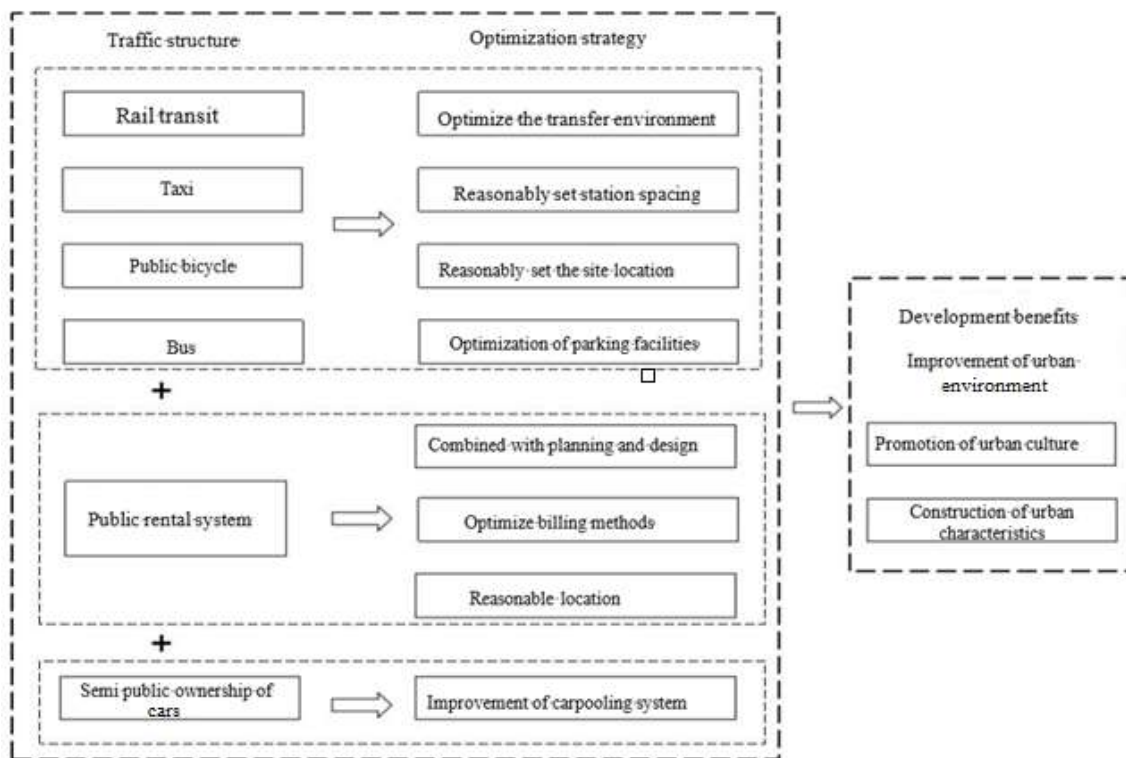 Traffic structure
Optimization strategy
Rail transit
Optimize the transfer environment
Taxi
Reasonably set station spacing
Public bicycle
Reasonably set the site location
Bus
Optimization of parking facilities
+
Combined with planning and design
Public rental system
Optimize billing methods
Reasonable location
+
Semi public ownership of
cars
Improvement of carpooling system
Development benefits
Improvement of urban
environment
Promotion of urban culture
Construction of urban
characteristics